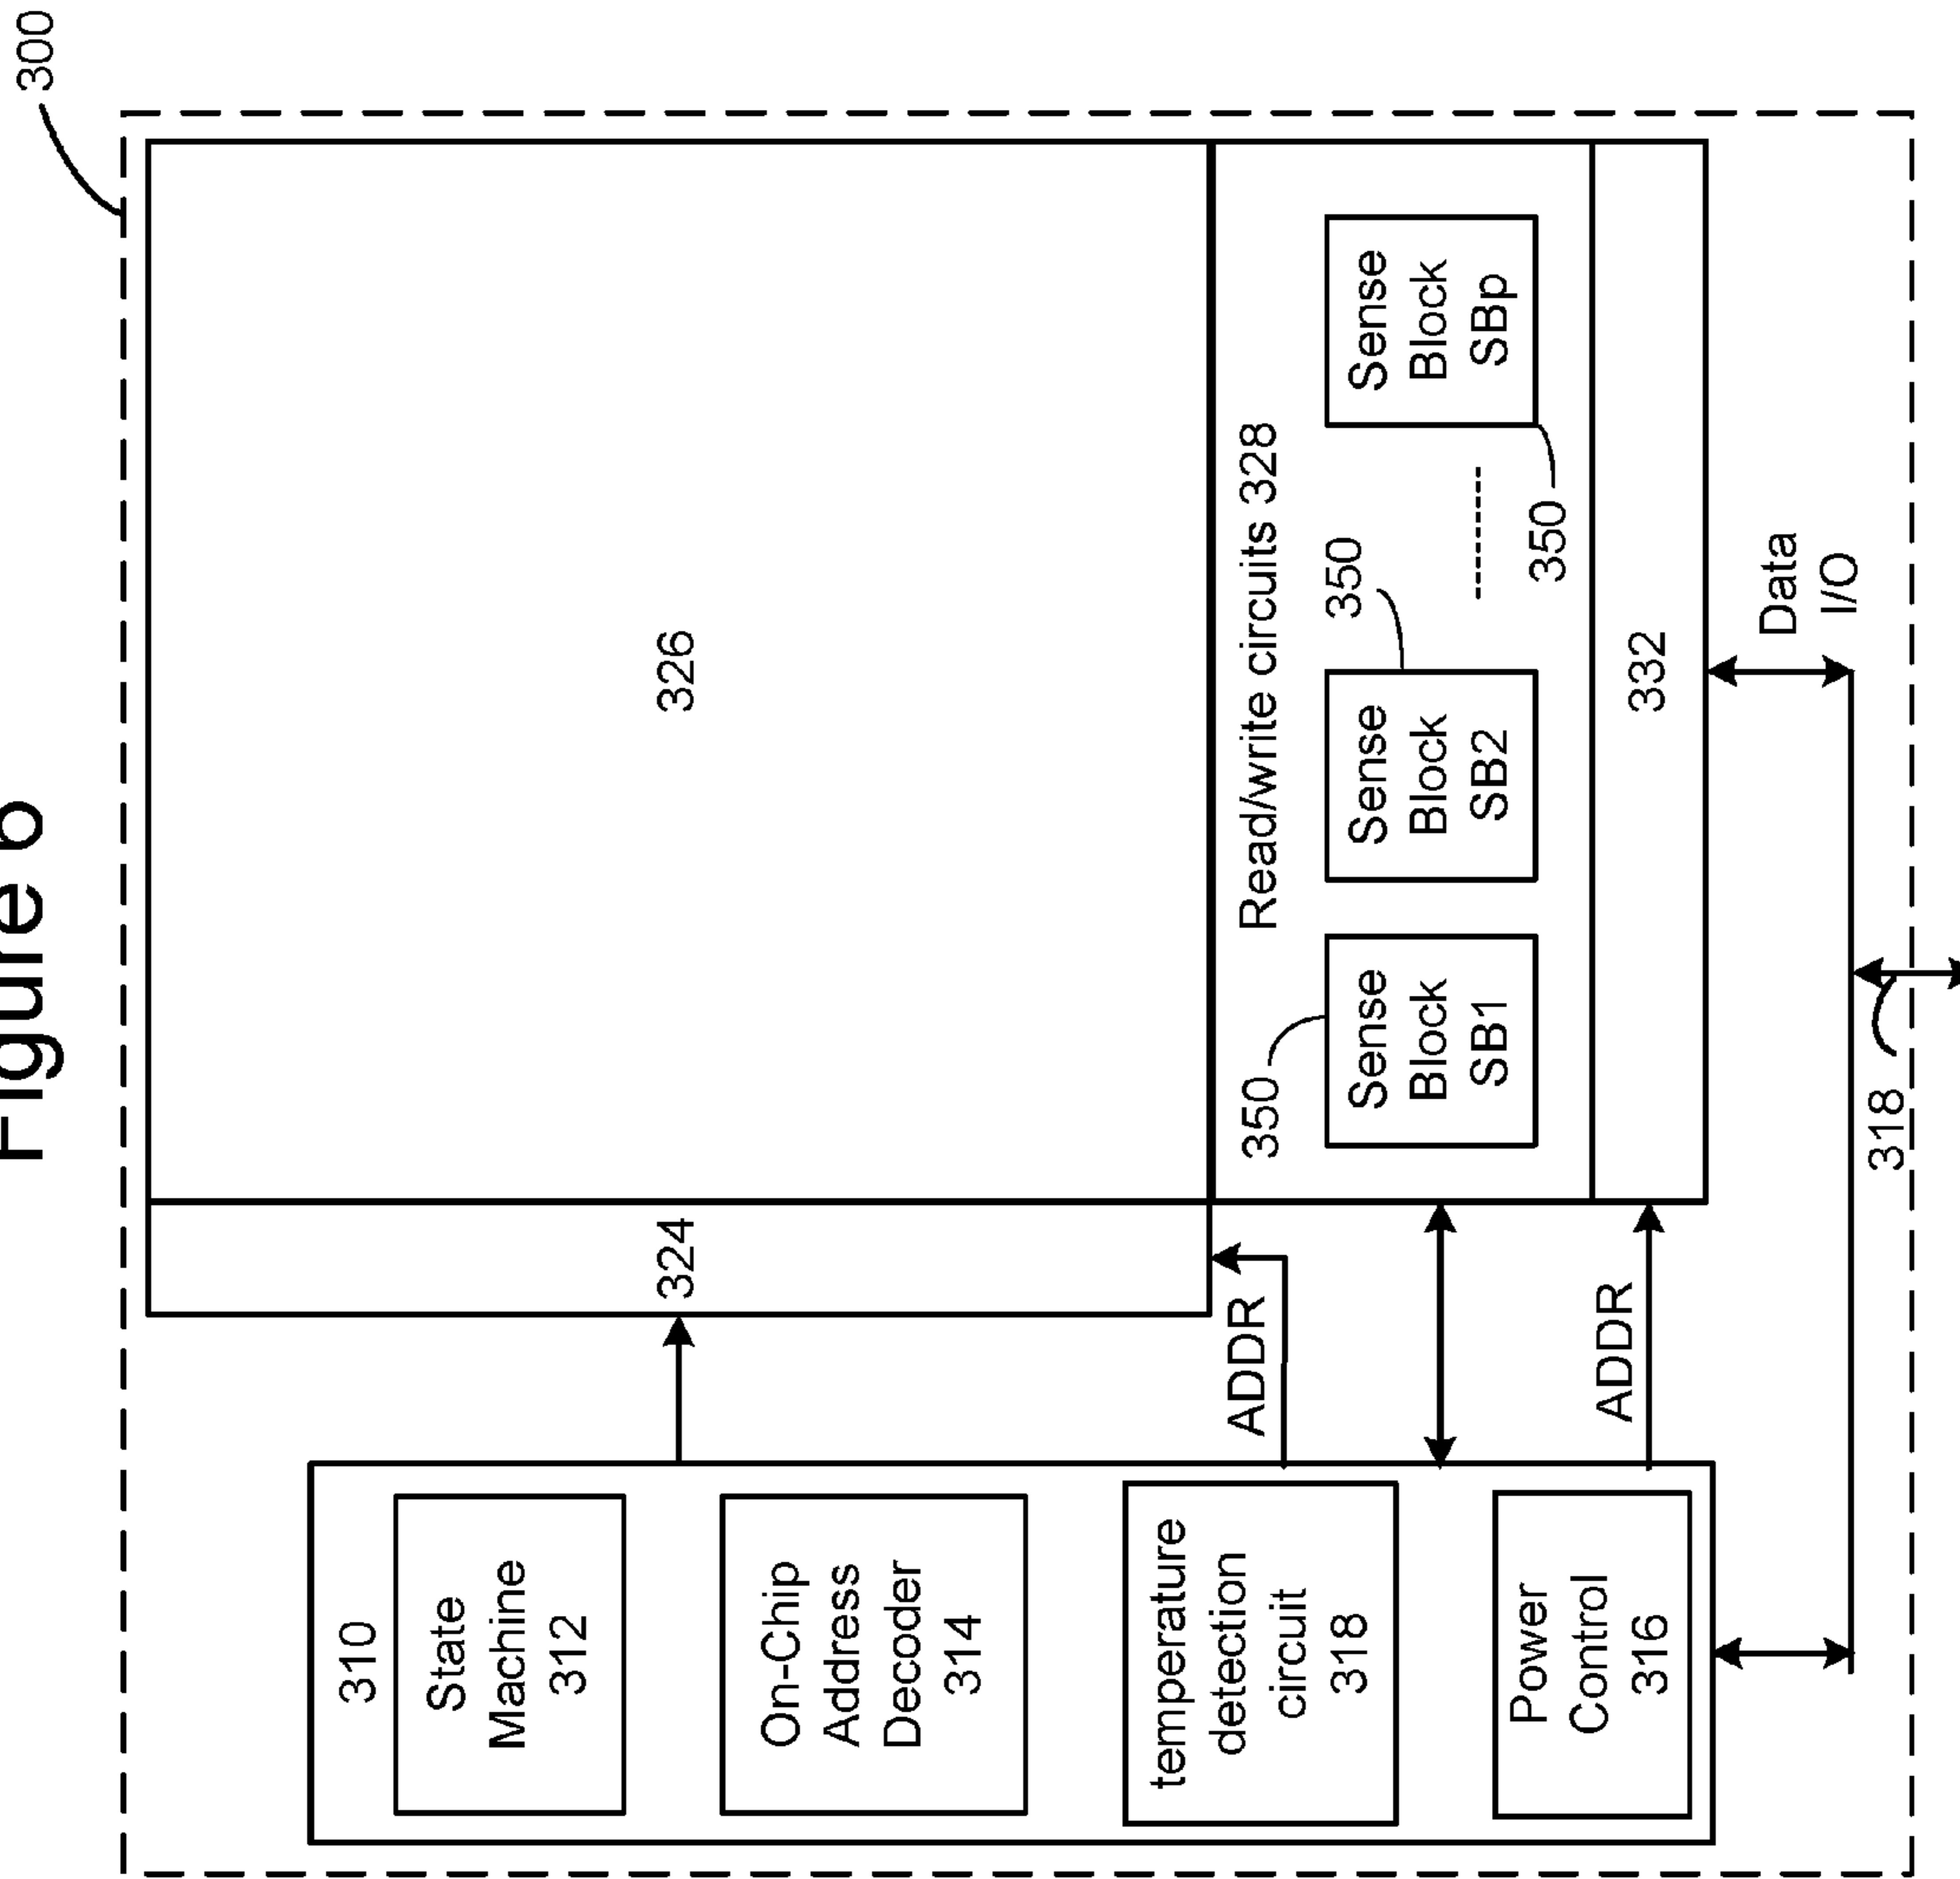 Figure 6
300
310
State
Machine
312
On-Chip
Address
Decoder
314
temperature
detection
circuit
318
Power
Control
316
324
326
ADDR
ADDR
Read/write circuits 328
350
350
350
Sense
Block
SB1
Sense
Block
SB2
Sense
Block
SBp
332
Data
I/O
318